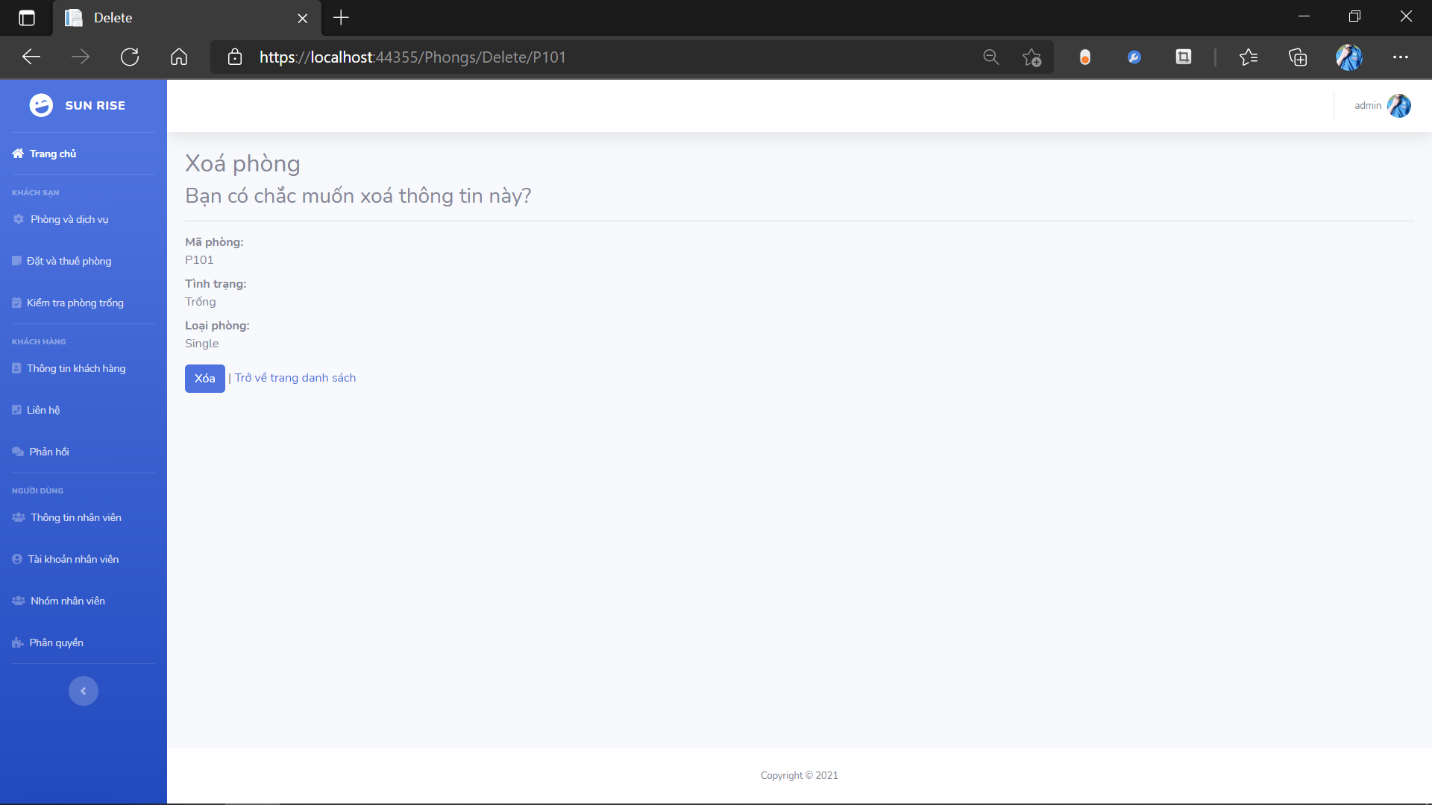 Delete
https://localhost:44355/Phongs/Delete/P101
SUN RISE
admin
Trang chủ
KHÁCH SẠN
Phòng và dịch vụ
Đặt và thuê phòng
Kiểm tra phòng trống
KHÁCH HÀNG
Thông tin khách hàng
Liên hệ
Phản hồi
NGƯỜI DÙNG
Thông tin nhân viên
Tài khoản nhân viên
Nhóm nhân viên
Phân quyền
Xoá phòng
Bạn có chắc muốn xoá thông tin này?
Mã phòng:
P101
Tình trạng:
Trống
Loại phòng:
Single
Xóa | Trở về trang danh sách
Copyright © 2021